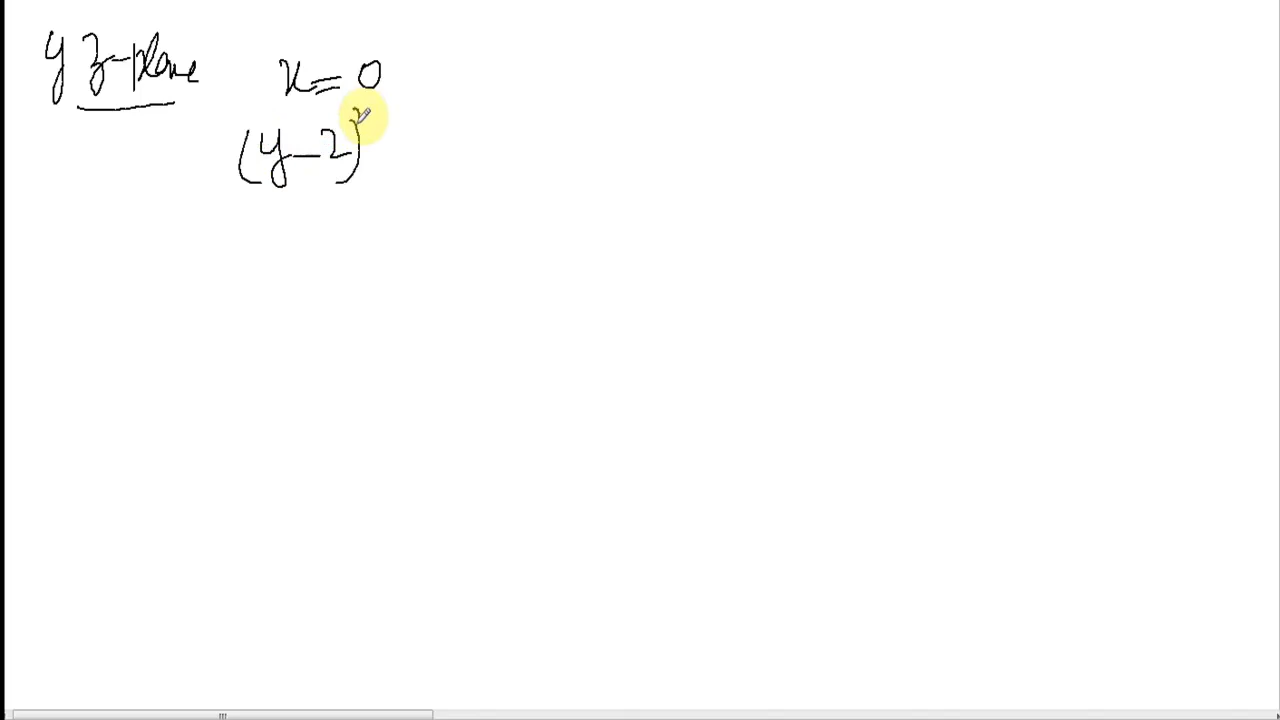 yz-plane x = 0
(y-2)²